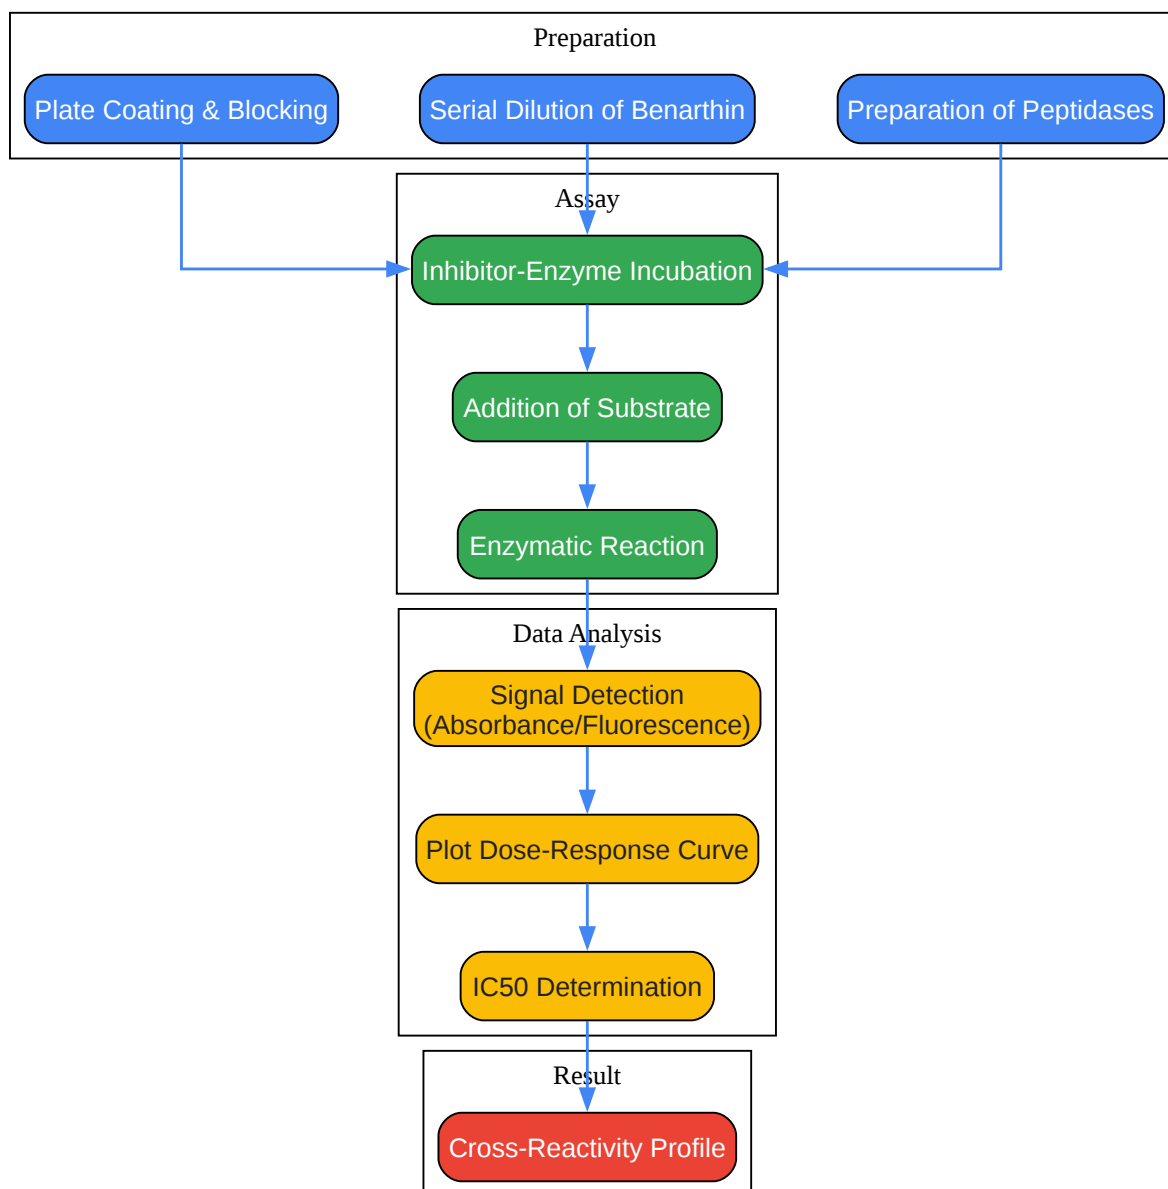 Preparation
Plate Coating & Blocking
Serial Dilution of Benarthin
Preparation of Peptidases
Assay
Inhibitor-Enzyme Incubation
Addition of Substrate
Enzymatic Reaction
Data Analysis
Signal Detection
(Absorbance/Fluorescence)
Plot Dose-Response Curve
IC50 Determination
Result
Cross-Reactivity Profile